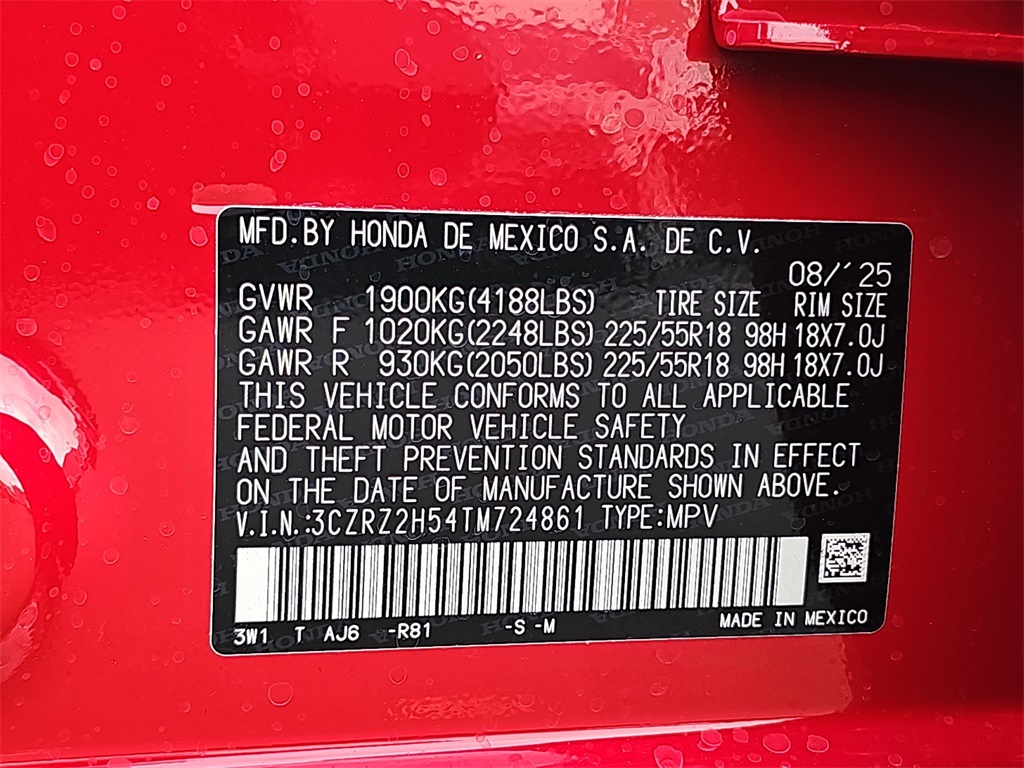 MFD.BY HONDA DE MEXICO S.A. DE C.V.
08/'25
GVWR 1900KG(4188LBS) TIRE SIZE RIM SIZE
GAWR F 1020KG(2248LBS) 225/55R18 98H 18X7.0J
GAWR R 930KG(2050LBS) 225/55R18 98H 18X7.0J
THIS VEHICLE CONFORMS TO ALL APPLICABLE
FEDERAL MOTOR VEHICLE SAFETY
AND THEFT PREVENTION STANDARDS IN EFFECT
ON THE DATE OF MANUFACTURE SHOWN ABOVE.
V.I.N.:3CZRZ2H54TM724861 TYPE:MPV
3W1 T AJ6 -R81 -S -M MADE IN MEXICO